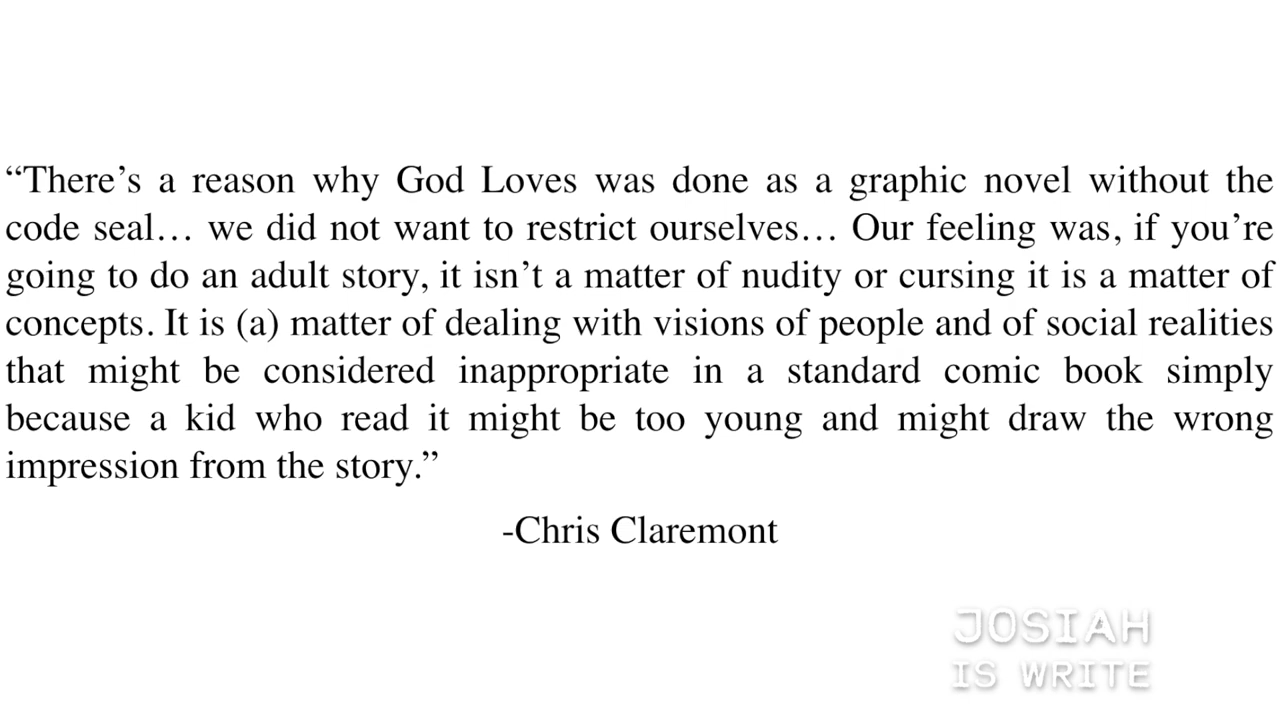 “There’s a reason why God Loves was done as a graphic novel without the
code seal… we did not want to restrict ourselves… Our feeling was, if you’re
going to do an adult story, it isn’t a matter of nudity or cursing it is a matter of
concepts. It is (a) matter of dealing with visions of people and of social realities
that might be considered inappropriate in a standard comic book simply
because a kid who read it might be too young and might draw the wrong
impression from the story.”
-Chris Claremont
JOSIAH
IS WRITE